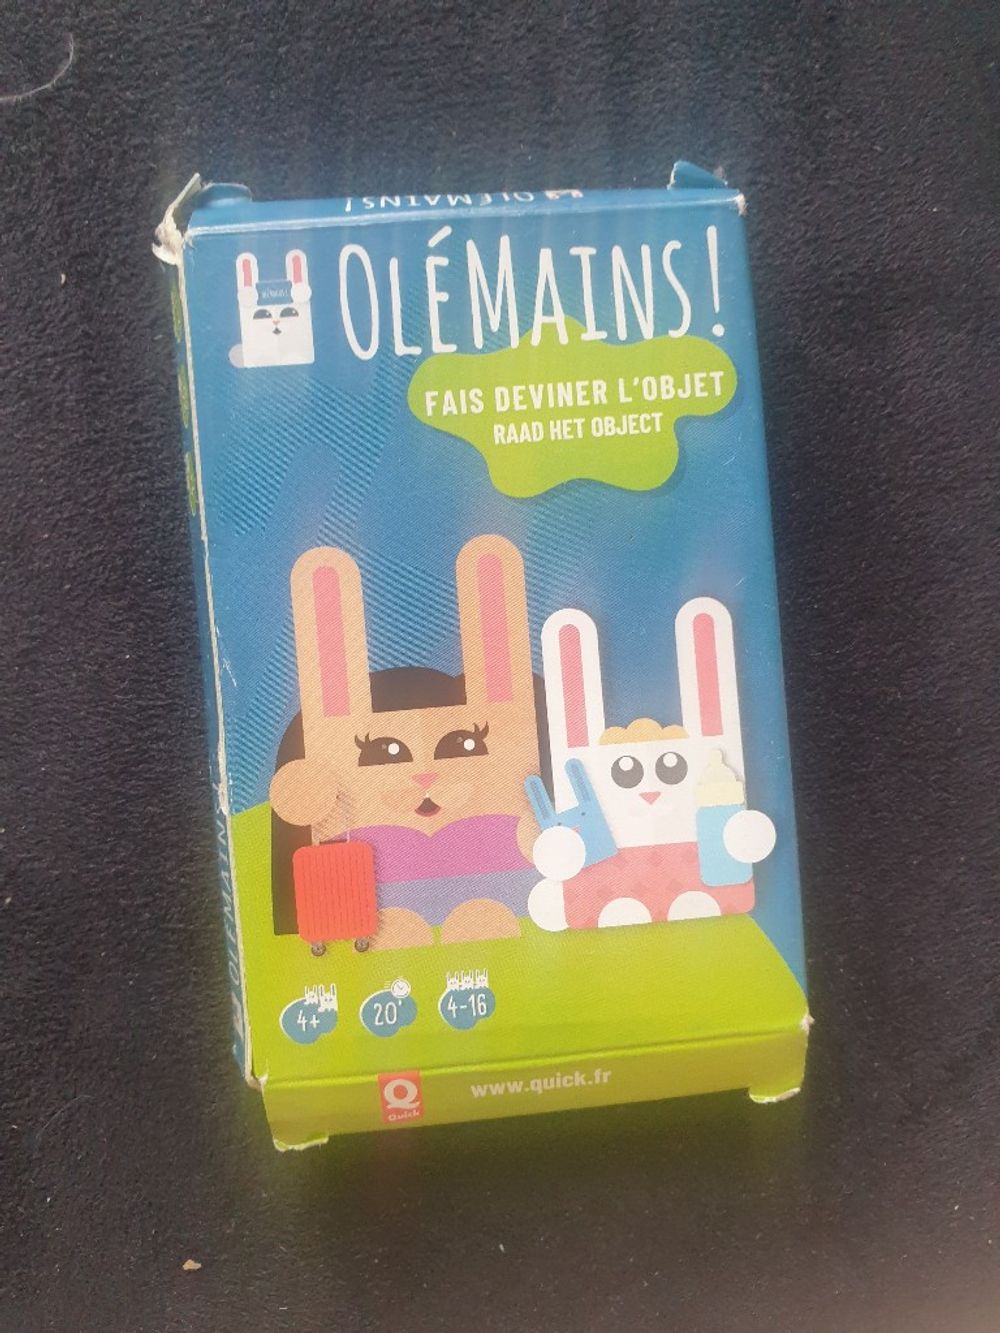 OLÉMAINS!
OLÉMAINS!
FAIS DEVINER L'OBJET
RAAD HET OBJECT
OLÉMAINS
4+
20'
4-16
Q
Quick
www.quick.fr